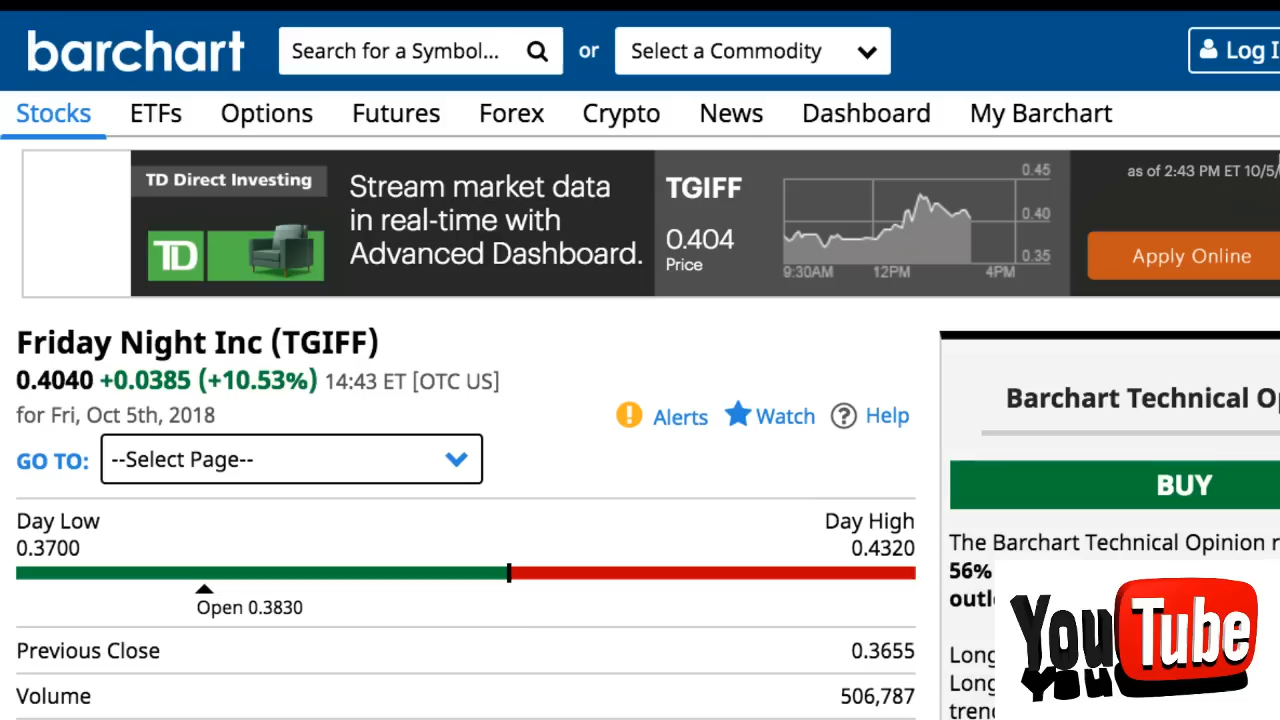 barchart
Search for a Symbol...
or
Select a Commodity
Log I
Stocks ETFs Options Futures Forex Crypto News Dashboard My Barchart
TD Direct Investing
TD
Stream market data
in real-time with
Advanced Dashboard.
TGIFF
0.404
Price
0.45
0.40
0.35
9:30AM 12PM 4PM
as of 2:43 PM ET 10/5/
Apply Online
Friday Night Inc (TGIFF)
0.4040 +0.0385 (+10.53%) 14:43 ET [OTC US]
for Fri, Oct 5th, 2018
Alerts Watch Help
GO TO: --Select Page--
Day Low Day High
0.3700 0.4320
Open 0.3830
Previous Close 0.3655
Volume 506,787
Barchart Technical Op
BUY
The Barchart Technical Opinion r
56%
outl
Long
Long
trend
YouTube